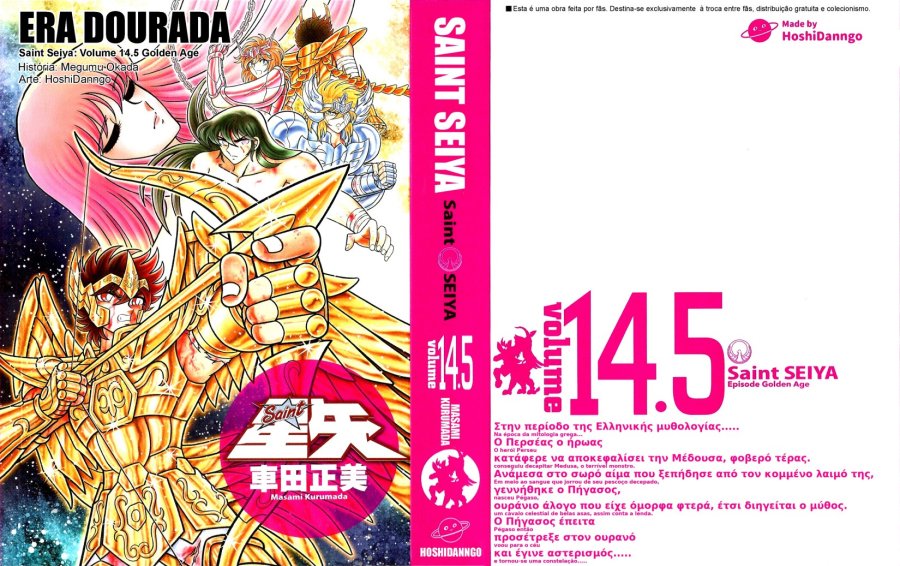 ERA DOURADA
Saint Seiya: Volume 14.5 Golden Age
História: Megumu Okada
Arte: HoshiDanngo
Saint
星矢
車田正美
Masami Kurumada
SAINT SEIYA
Saint SEIYA
volume 14.5
MASAMI
KURUMADA
HOSHIDANNGO
Esta é uma obra feita por fãs. Destina-se exclusivamente à troca entre fãs, distribuição gratuita e colecionismo.
Made by
HoshiDanngo
volume 14.5
Saint SEIYA
Episode Golden Age
Στην περίοδο της Ελληνικής μυθολογίας.....
Na época da mitologia grega...
Ο Περσέας ο ήρωας
O herói Perseu
κατάφερε να αποκεφαλίσει την Μέδουσα, φοβερό τέρας.
conseguiu decapitar Medusa, o terrível monstro.
Ανάμεσα στο σωρό αίμα που ξεπήδησε από τον κομμένο λαιμό της,
Em meio ao sangue que jorrou de seu pescoço decepado,
γεννήθηκε ο Πήγασος,
nasceu Pégaso,
ουράνιο άλογο που είχε όμορφα φτερά, έτσι διηγείται ο μύθος.
um cavalo celestial de belas asas, assim conta a lenda.
Ο Πήγασος έπειτα
Pégaso então
προσέτρεξε στον ουρανό
voou para o céu
και έγινε αστερισμός.....
e tornou-se uma constelação.....